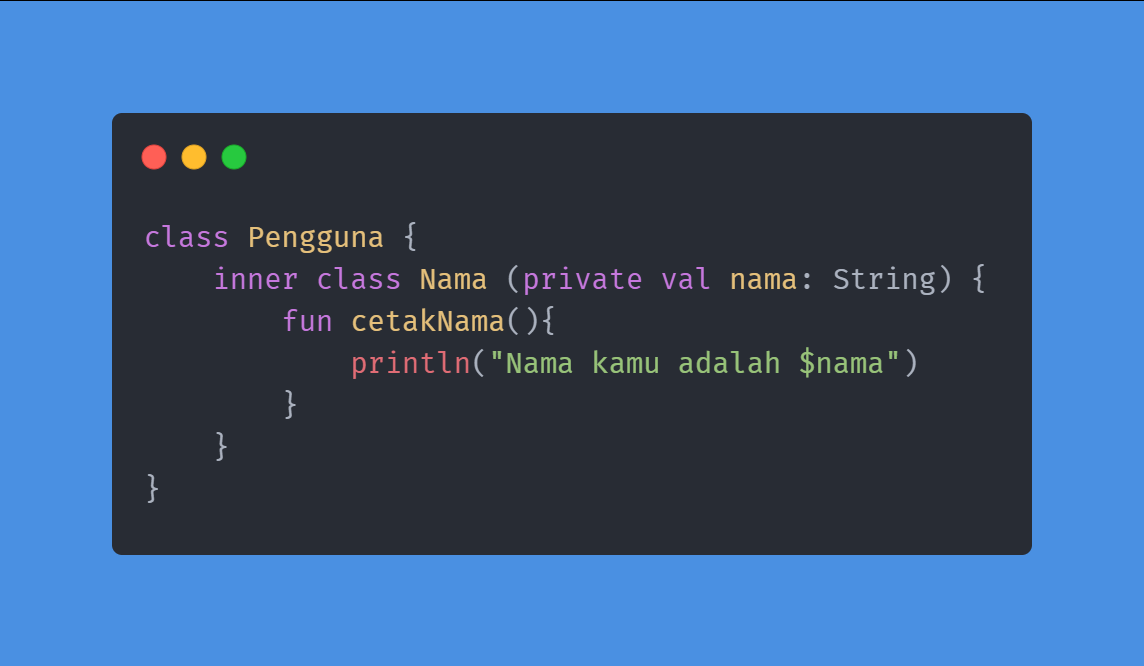 class Pengguna {
    inner class Nama (private val nama: String) {
        fun cetakNama(){
            println("Nama kamu adalah $nama")
        }
    }
}